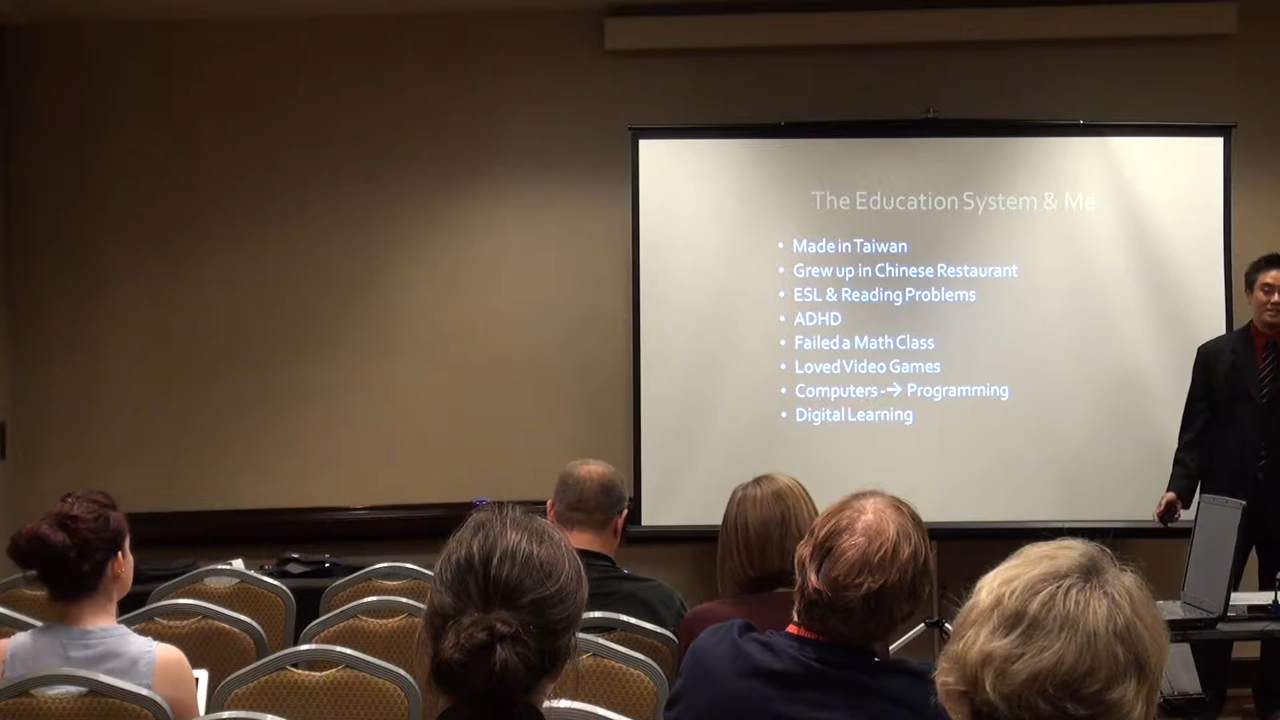 The Education System & Me
• Made in Taiwan
• Grew up in Chinese Restaurant
• ESL & Reading Problems
• ADHD
• Failed a Math Class
• Loved Video Games
• Computers-→ Programming
• Digital Learning